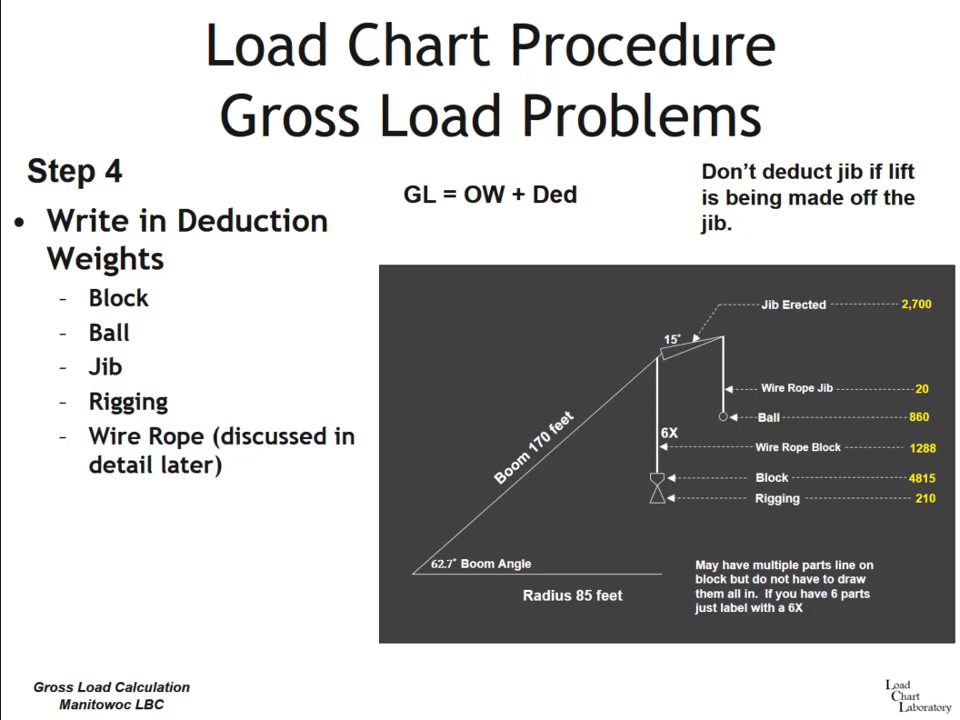 Load Chart Procedure
Gross Load Problems
Step 4
GL = OW + Ded
Don't deduct jib if lift
is being made off the
jib.
• Write in Deduction
Weights
- Block
- Ball
- Jib
- Rigging
- Wire Rope (discussed in
detail later)
Jib Erected 2,700
15°
Wire Rope Jib 20
Ball 860
6X
Wire Rope Block 1288
Block 4815
Rigging 210
Boom 170 feet
62.7° Boom Angle
Radius 85 feet
May have multiple parts line on
block but do not have to draw
them all in. If you have 6 parts
just label with a 6X
Gross Load Calculation
Manitowoc LBC
Load
Chart
Laboratory